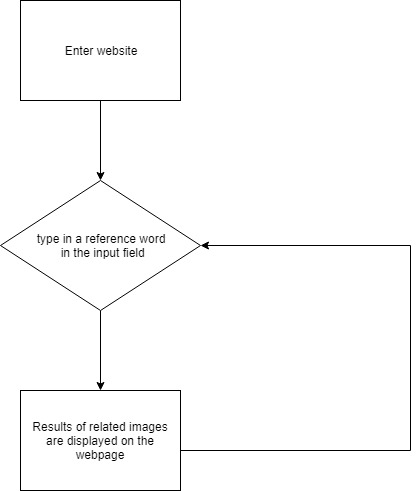 Enter website
type in a reference word
in the input field
Results of related images
are displayed on the
webpage